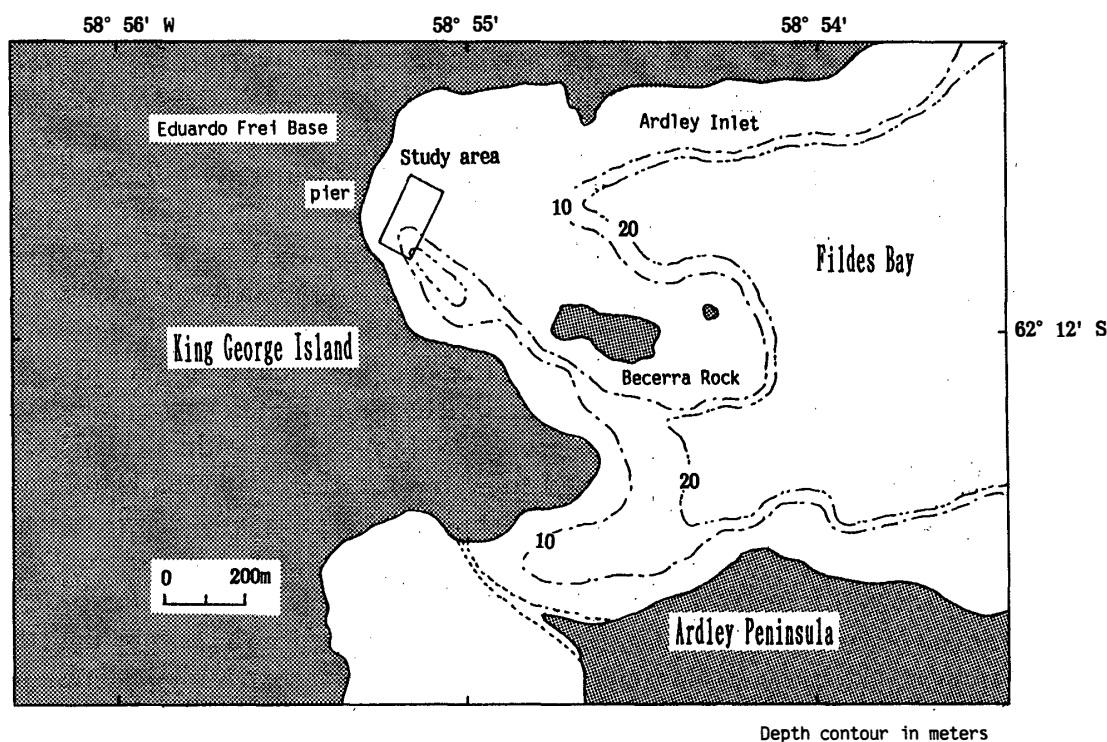 58° 56' W
58° 55'
58° 54'
Eduardo Frei Base
Ardley Inlet
Study area
pier
10
20
Fildes Bay
62° 12' S
King George Island
Becerra Rock
20
10
0 200m
Ardley Peninsula
Depth contour in meters